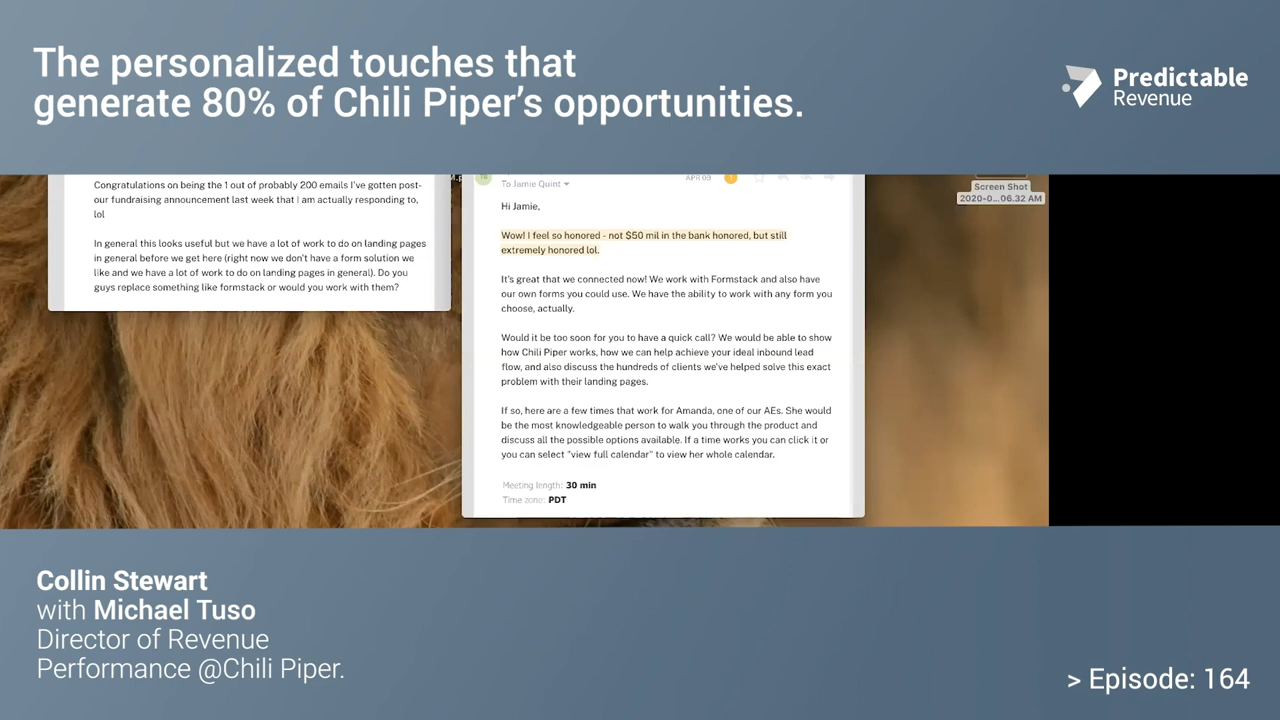 The personalized touches that
generate 80% of Chili Piper's opportunities.
Predictable
Revenue
Congratulations on being the 1 out of probably 200 emails I've gotten post-
our fundraising announcement last week that I am actually responding to,
lol
In general this looks useful but we have a lot of work to do on landing pages
in general before we get here (right now we don't have a form solution we
like and we have a lot of work to do on landing pages in general). Do you
guys replace something like formstack or would you work with them?
To Jamie Quint
APR 09
Hi Jamie,
Wow! I feel so honored - not $50 mil in the bank honored, but still
extremely honored lol.
It's great that we connected now! We work with Formstack and also have
our own forms you could use. We have the ability to work with any form you
choose, actually.
Would it be too soon for you to have a quick call? We would be able to show
how Chili Piper works, how we can help achieve your ideal inbound lead
flow, and also discuss the hundreds of clients we've helped solve this exact
problem with their landing pages.
If so, here are a few times that work for Amanda, one of our AEs. She would
be the most knowledgeable person to walk you through the product and
discuss all the possible options available. If a time works you can click it or
you can select "view full calendar" to view her whole calendar.
Meeting length: 30 min
Time zone: PDT
Screen Shot
2020-0...06.32 AM
Collin Stewart
with Michael Tuso
Director of Revenue
Performance @Chili Piper.
> Episode: 164